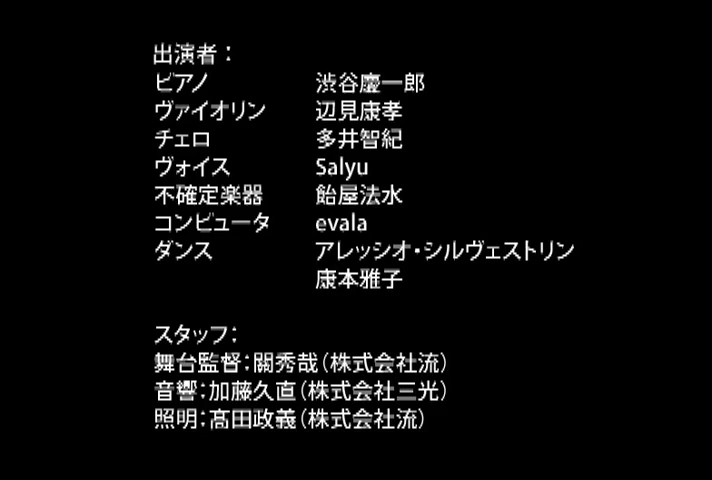 出演者：
ピアノ 渋谷慶一郎
ヴァイオリン 辺見康孝
チェロ 多井智紀
ヴォイス Salyu
不確定楽器 飴屋法水
コンピュータ evala
ダンス アレッシオ・シルヴェストリン
康本雅子
スタッフ：
舞台監督：關秀哉（株式会社流）
音響：加藤久直（株式会社三光）
照明：髙田政義（株式会社流）